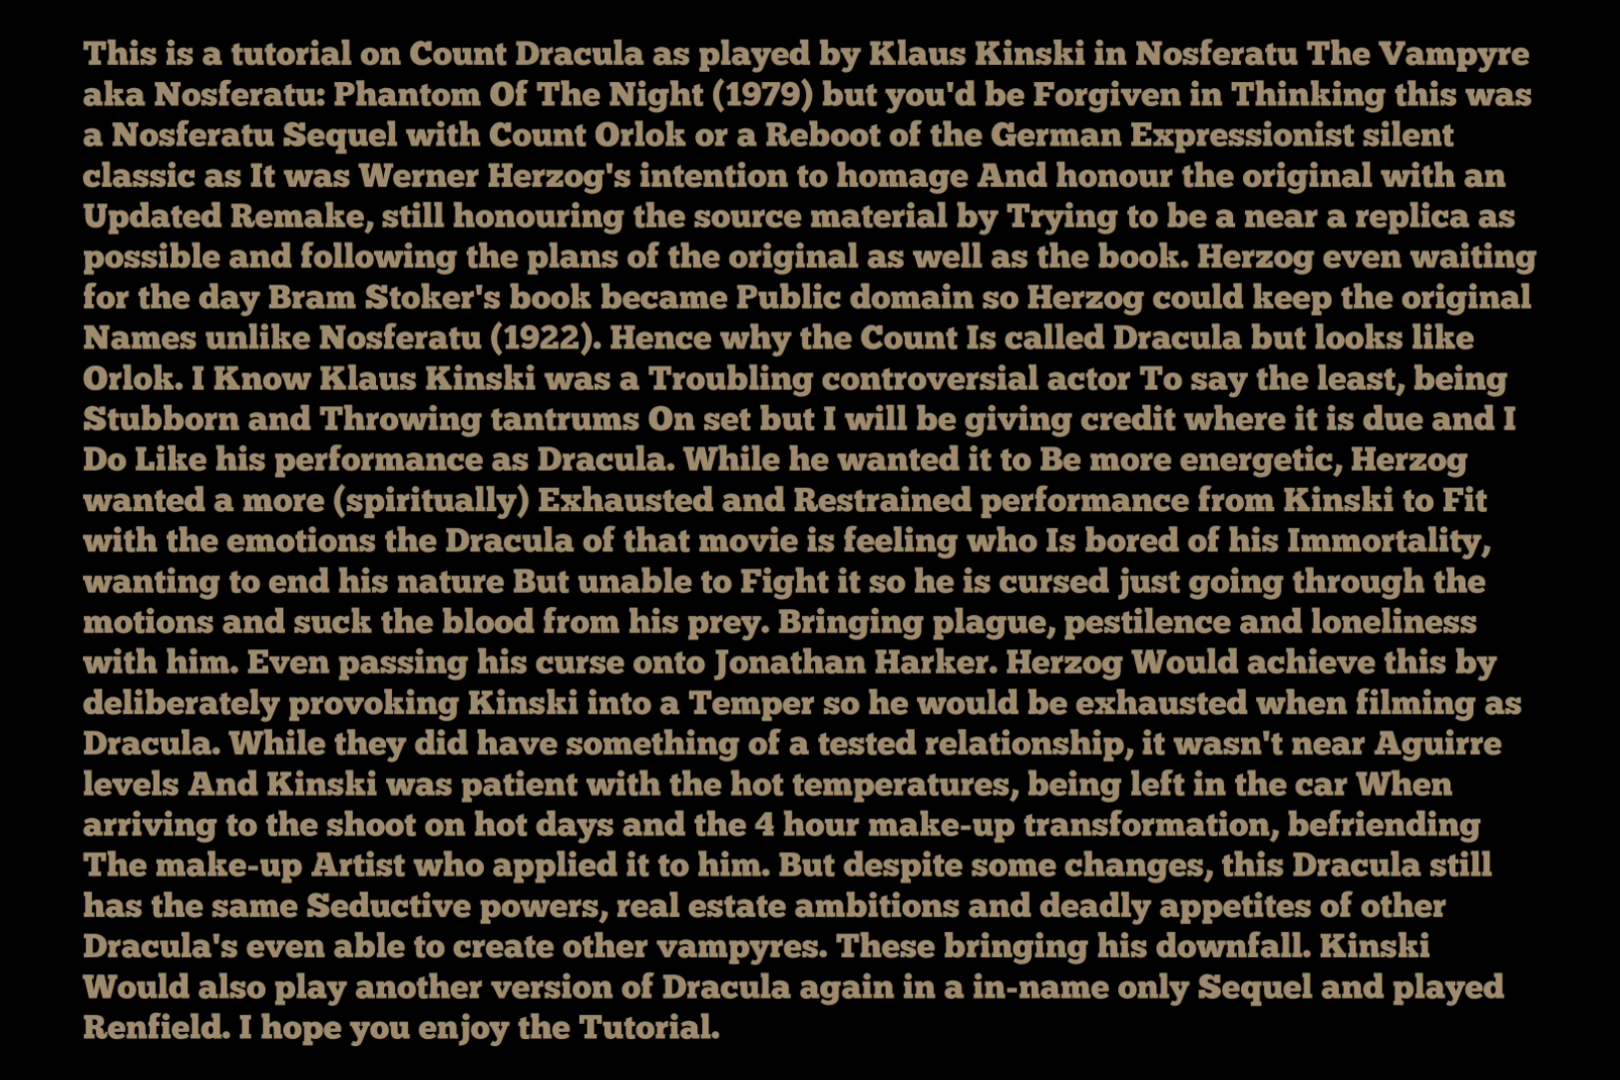 This is a tutorial on Count Dracula as played by Klaus Kinski in Nosferatu The Vampyre
aka Nosferatu: Phantom Of The Night (1979) but you'd be Forgiven in Thinking this was
a Nosferatu Sequel with Count Orlok or a Reboot of the German Expressionist silent
classic as It was Werner Herzog's intention to homage And honour the original with an
Updated Remake, still honouring the source material by Trying to be a near a replica as
possible and following the plans of the original as well as the book. Herzog even waiting
for the day Bram Stoker's book became Public domain so Herzog could keep the original
Names unlike Nosferatu (1922). Hence why the Count Is called Dracula but looks like
Orlok. I Know Klaus Kinski was a Troubling controversial actor To say the least, being
Stubborn and Throwing tantrums On set but I will be giving credit where it is due and I
Do Like his performance as Dracula. While he wanted it to Be more energetic, Herzog
wanted a more (spiritually) Exhausted and Restrained performance from Kinski to Fit
with the emotions the Dracula of that movie is feeling who Is bored of his Immortality,
wanting to end his nature But unable to Fight it so he is cursed just going through the
motions and suck the blood from his prey. Bringing plague, pestilence and loneliness
with him. Even passing his curse onto Jonathan Harker. Herzog Would achieve this by
deliberately provoking Kinski into a Temper so he would be exhausted when filming as
Dracula. While they did have something of a tested relationship, it wasn't near Aguirre
levels And Kinski was patient with the hot temperatures, being left in the car When
arriving to the shoot on hot days and the 4 hour make-up transformation, befriending
The make-up Artist who applied it to him. But despite some changes, this Dracula still
has the same Seductive powers, real estate ambitions and deadly appetites of other
Dracula's even able to create other vampyres. These bringing his downfall. Kinski
Would also play another version of Dracula again in a in-name only Sequel and played
Renfield. I hope you enjoy the Tutorial.